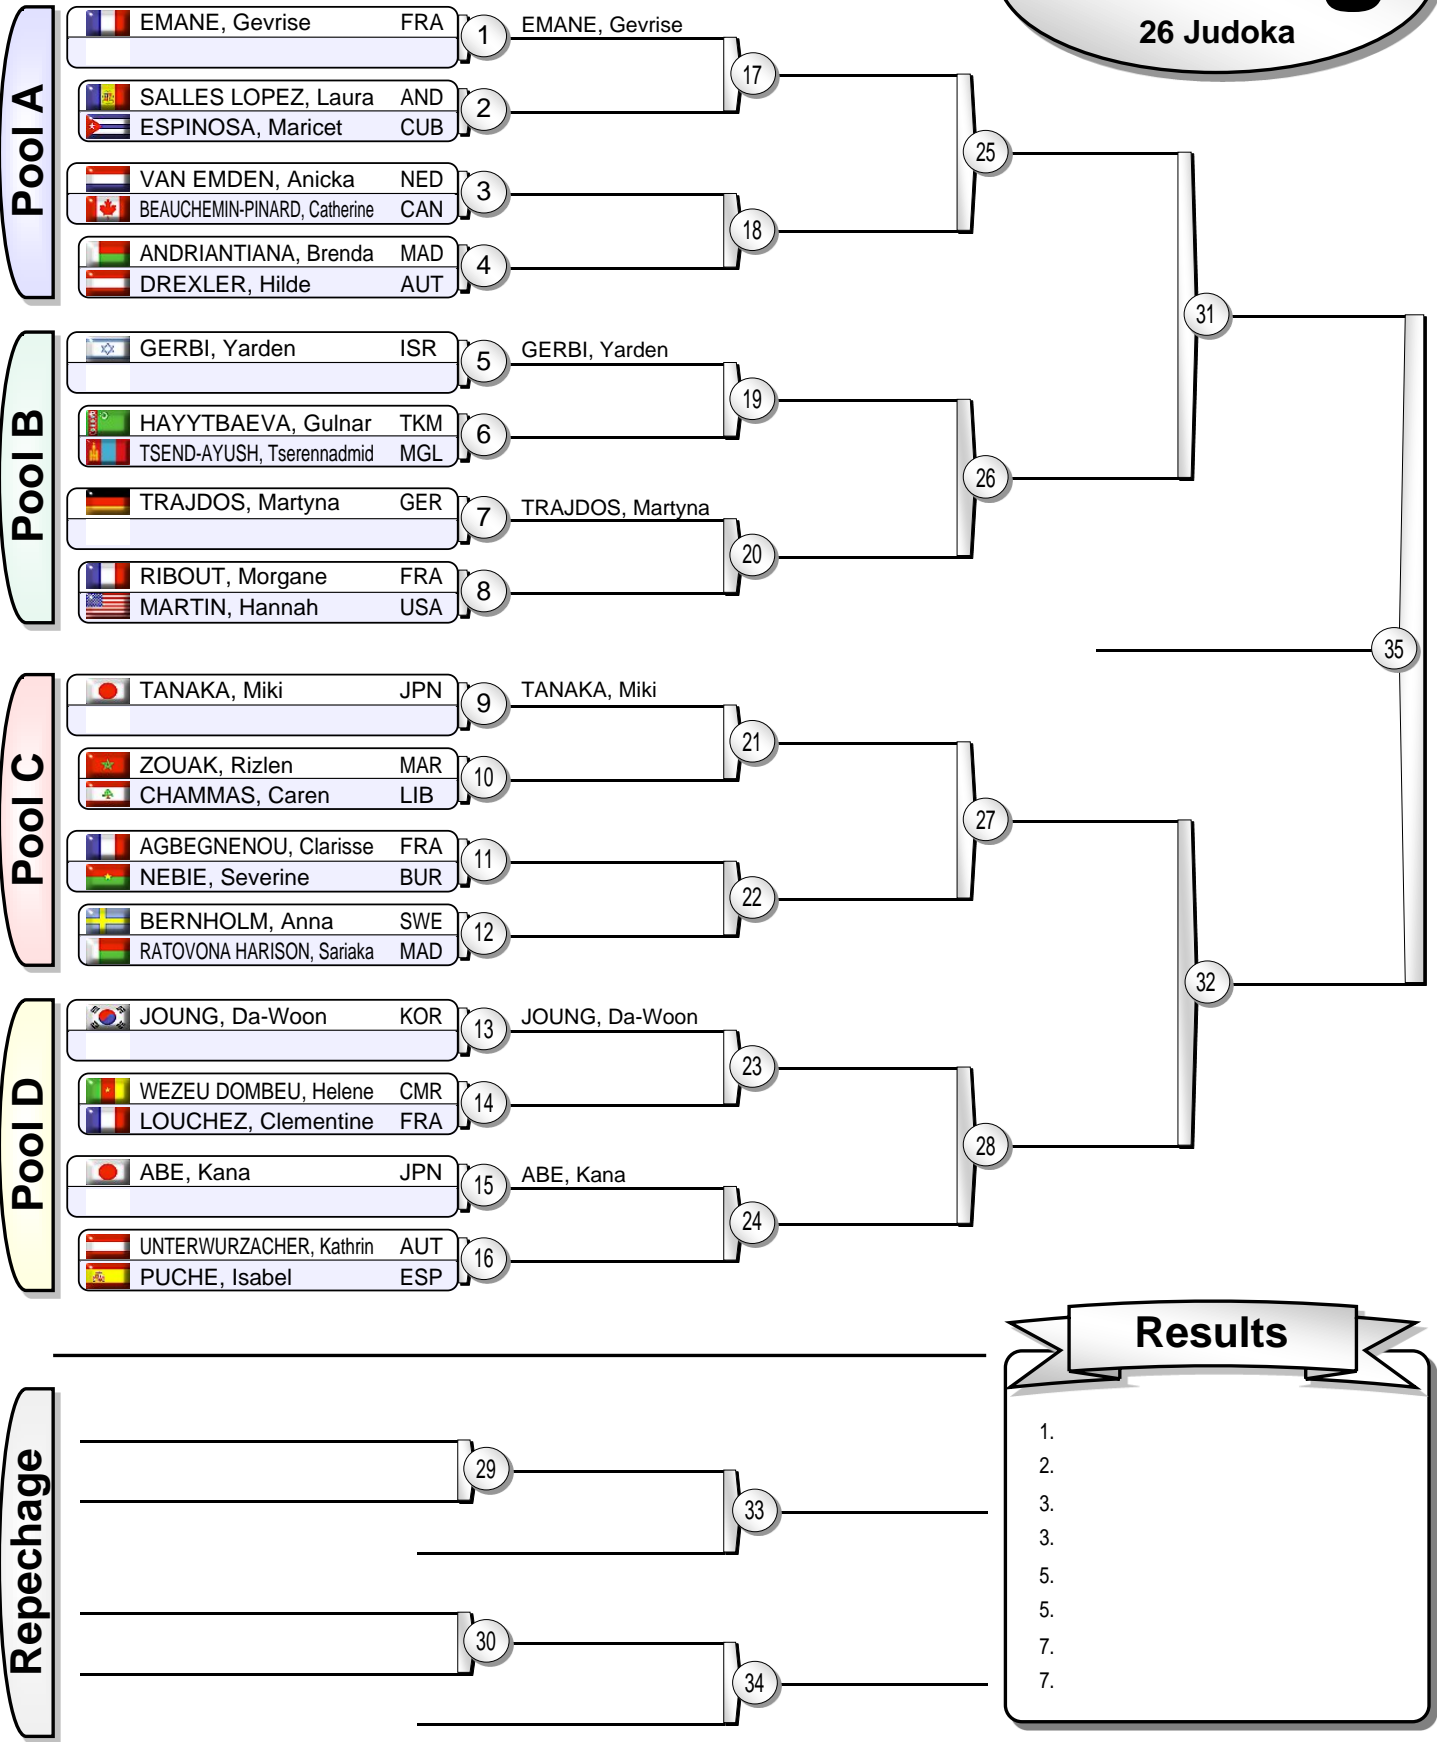 26 Judoka
Pool A
EMANE, Gevrise FRA 1 EMANE, Gevrise
17
SALLES LOPEZ, Laura AND 2
ESPINOSA, Maricet CUB
25
VAN EMDEN, Anicka NED 3
BEAUCHEMIN-PINARD, Catherine CAN
18
ANDRIANTIANA, Brenda MAD 4
DREXLER, Hilde AUT
31
Pool B
GERBI, Yarden ISR 5 GERBI, Yarden
19
HAYYTBAEVA, Gulnar TKM 6
TSEND-AYUSH, Tserennadmid MGL
26
TRAJDOS, Martyna GER 7 TRAJDOS, Martyna
20
RIBOUT, Morgane FRA 8
MARTIN, Hannah USA
35
Pool C
TANAKA, Miki JPN 9 TANAKA, Miki
21
ZOUAK, Rizlen MAR 10
CHAMMAS, Caren LIB
27
AGBEGNENOU, Clarisse FRA 11
NEBIE, Severine BUR
22
BERNHOLM, Anna SWE 12
RATOVONA HARISON, Sariaka MAD
32
Pool D
JOUNG, Da-Woon KOR 13 JOUNG, Da-Woon
23
WEZEU DOMBEU, Helene CMR 14
LOUCHEZ, Clementine FRA
28
ABE, Kana JPN 15 ABE, Kana
24
UNTERWURZACHER, Kathrin AUT 16
PUCHE, Isabel ESP
Repechage
29
33
30
34
Results
1.
2.
3.
3.
5.
5.
7.
7.